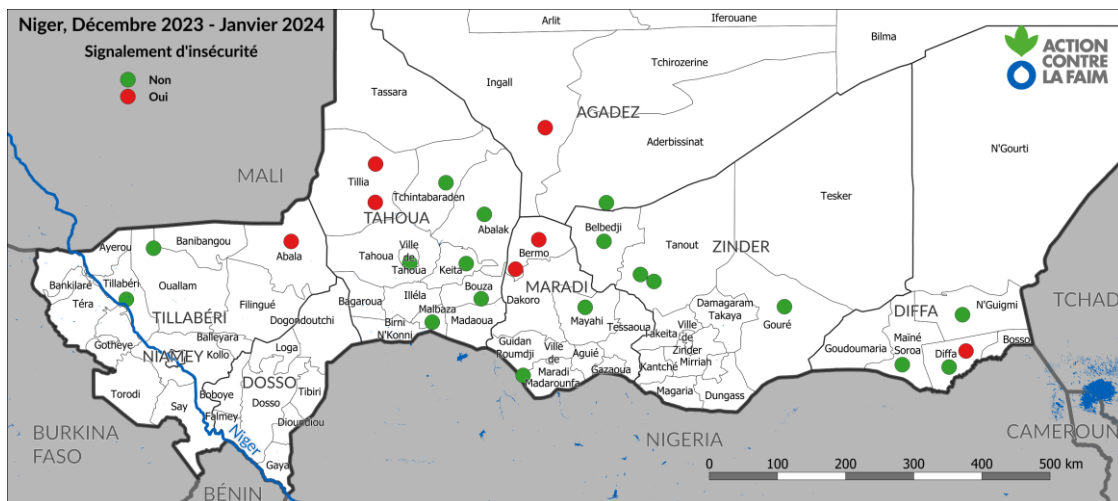 Niger, Décembre 2023 - Janvier 2024
Signalement d'insécurité
Non
Oui
ACTION
CONTRE
LA FAIM
Arlit
Iferouane
Bilma
Tchirozerine
Ingall
Tassara
AGADEZ
Aderbissinat
N'Gourti
MALI
Tillia
Tchintabaraden
Tesker
TAHOUA
Abalak
Belbedji
Ayerou
Banibangou
Abala
Tahoua
Ville
de
Tahoua
Keita
Bermo
Tanout
ZINDER
Bankilaré
Tillabéri
Ouallam
Téra
Filingué
Bagaroua
Illéla
Bouza
Dakoro
MARADI
Mayahi
Damagaram
Takaya
Gouré
DIFFA
N'Guigmi
TCHAD
TILLABÉRI
Dogondoutchi
Malbaza
Madaoua
Birni
N'Konni
Tessaoua
Takeita
Ville
de
Zinder
Mirriah
Goudoumaria
Mainé
Soroa
Diffa
Bosso
Gotheye
NIAMEY
Kollo
Balleyara
Loga
Guidan
Roumdji
Ville
de
Maradi
Madarounfa
Aguié
Gazaoua
Kantché
Magaria
Dungass
Torodi
Say
Boboye
DOSSO
Dosso
Tibiri
Falmey
Dioundiou
Gaya
Niger
BURKINA
FASO
BÉNIN
NIGERIA
CAMEROUN
0 100 200 300 400 500 km